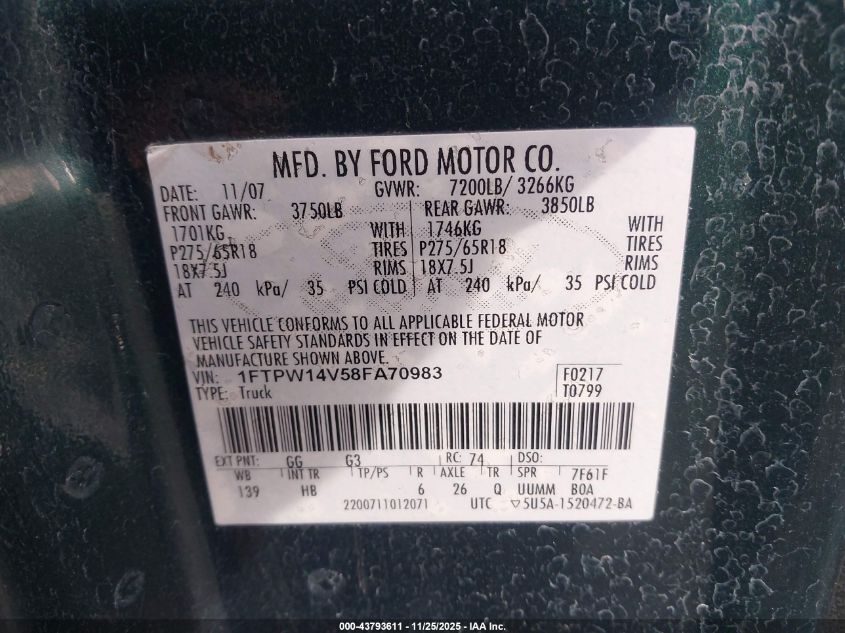 MFD. BY FORD MOTOR CO.
DATE: 11/07 GVWR: 7200LB/ 3266KG
FRONT GAWR: 3750LB REAR GAWR: 3850LB
1701KG WITH 1746KG WITH
P275/65R18 TIRES P275/65R18 TIRES
18X7.5J RIMS 18X7.5J RIMS
AT 240 kPa/ 35 PSI COLD AT 240 kPa/ 35 PSI COLD
THIS VEHICLE CONFORMS TO ALL APPLICABLE FEDERAL MOTOR
VEHICLE SAFETY STANDARDS IN EFFECT ON THE DATE OF
MANUFACTURE SHOWN ABOVE.
VIN: 1FTPW14V58FA70983 F0217
TYPE: Truck T0799
EXT PNT: GG G3 RC: 74 DSO:
WB INT TR TP/PS R AXLE TR SPR 7F61F
139 HB 6 26 Q UUMM BOA
2200711012071 UTC ▽5U5A-1520472-BA
000-43793611 - 11/25/2025 - IAA Inc.